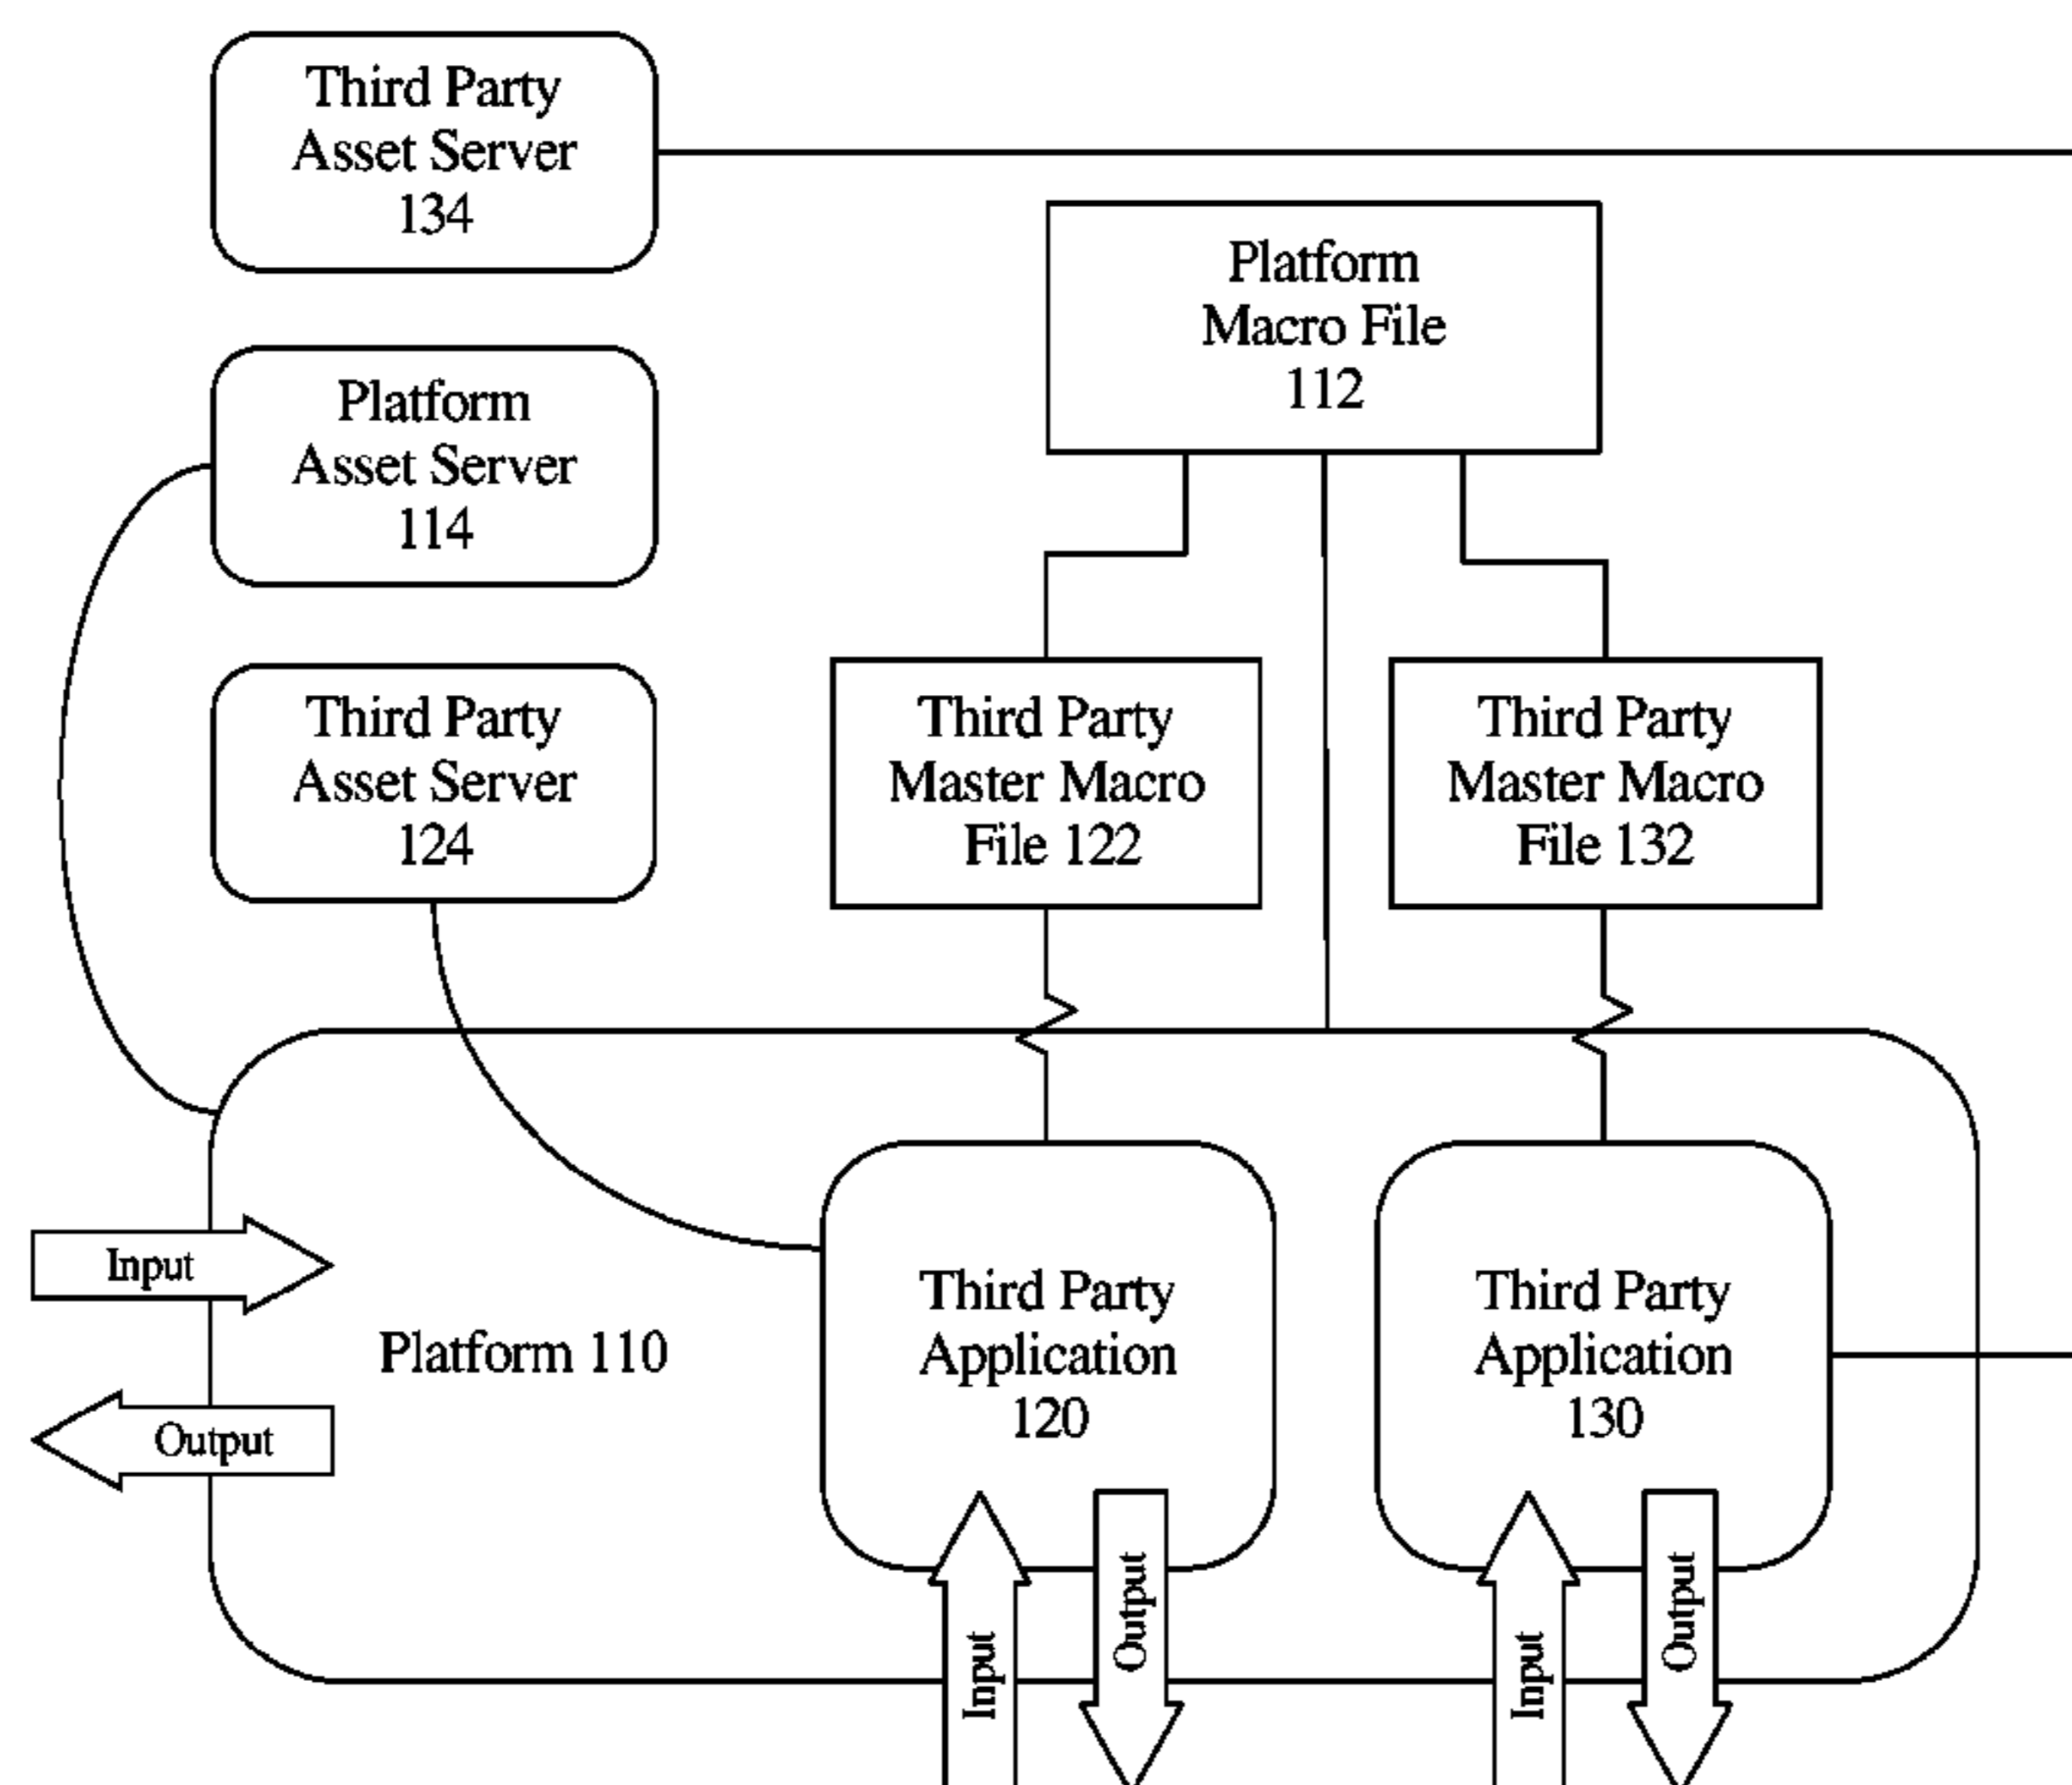 Third Party
Asset Server
134
Platform
Macro File
112
Platform
Asset Server
114
Third Party
Asset Server
124
Third Party
Master Macro
File 122
Third Party
Master Macro
File 132
Input
Platform 110
Output
Third Party
Application
120
Third Party
Application
130
Input
Output
Input
Output